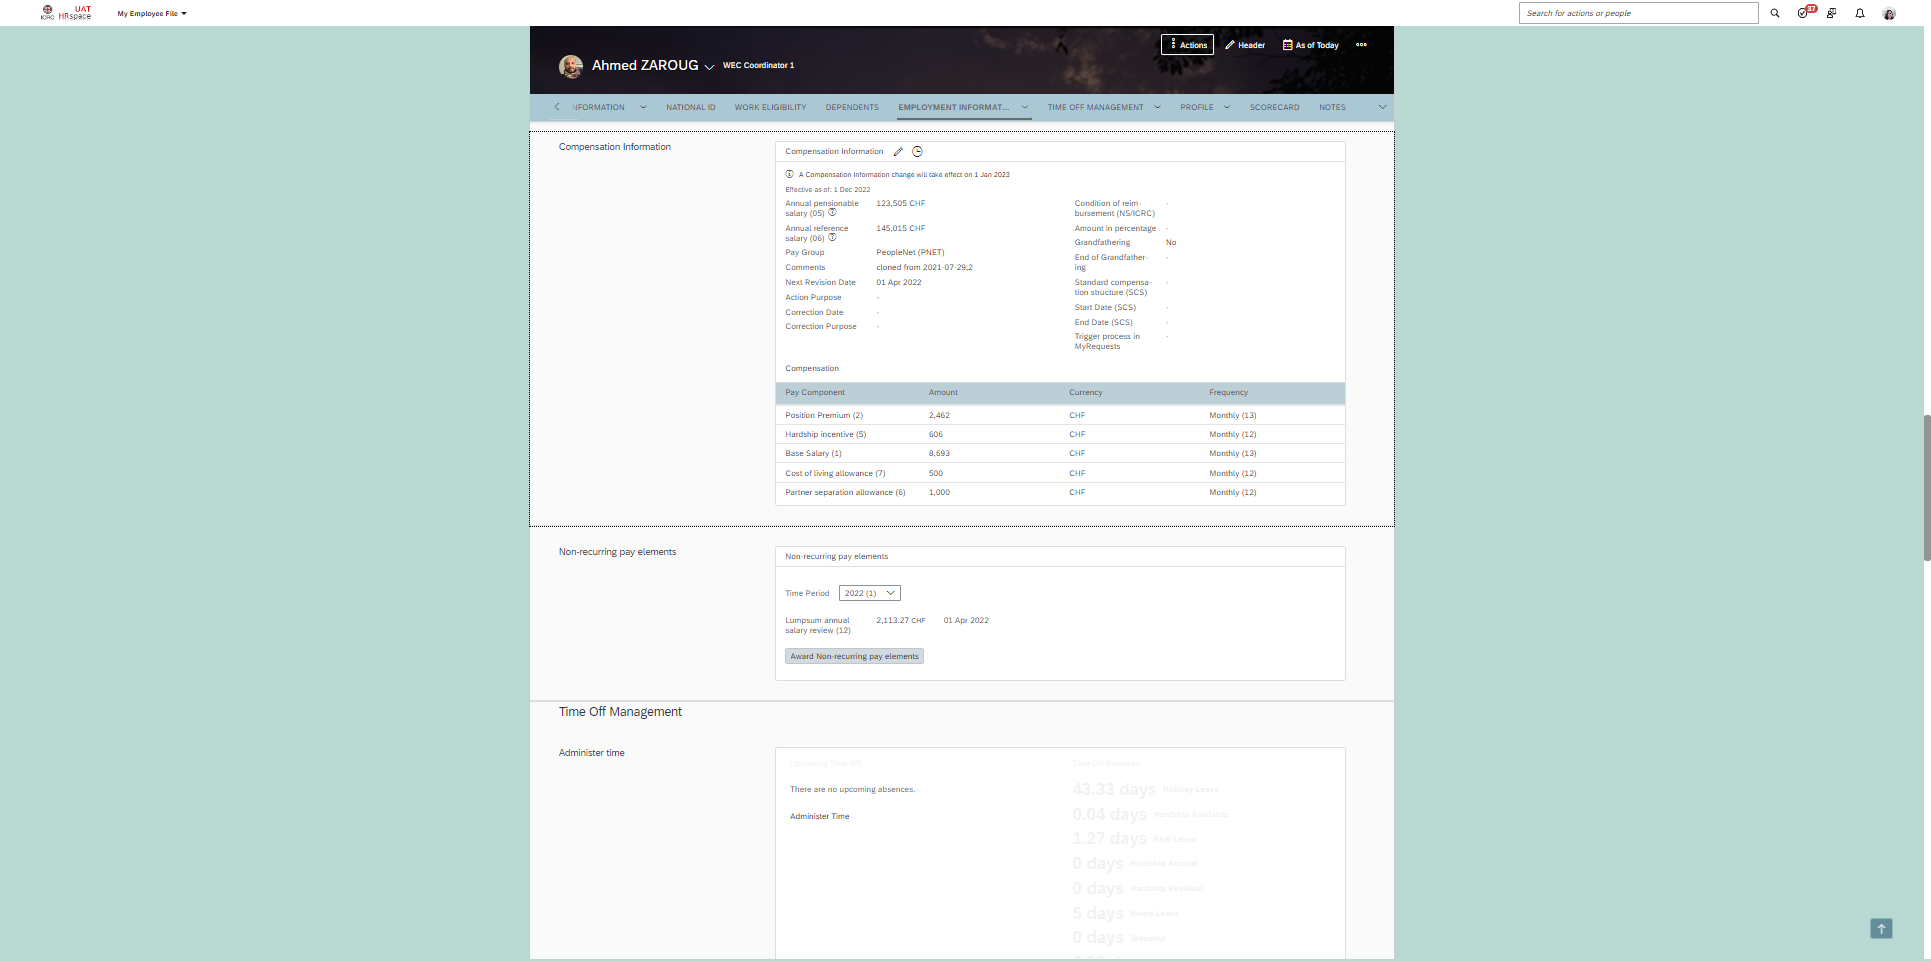 ICRC
UAT
HRspace
My Employee File
Search for actions or people
37
Ahmed ZAROUG
WEC Coordinator 1
Actions
Header
As of Today
NFORMATION
NATIONAL ID
WORK ELIGIBILITY
DEPENDENTS
EMPLOYMENT INFORMAT...
TIME OFF MANAGEMENT
PROFILE
SCORECARD
NOTES
Compensation Information
Compensation Information
A Compensation Information change will take effect on 1 Jan 2023
Effective as of: 1 Dec 2022
Annual pensionable
salary (05)
123,505 CHF
Annual reference
salary (06)
145,015 CHF
Pay Group
PeopleNet (PNET)
Comments
cloned from 2021-07-29;2
Next Revision Date
01 Apr 2022
Action Purpose
-
Correction Date
-
Correction Purpose
-
Condition of reim-
bursement (NS/ICRC)
-
Amount in percentage
-
Grandfathering
No
End of Grandfather-
ing
-
Standard compensa-
tion structure (SCS)
-
Start Date (SCS)
-
End Date (SCS)
-
Trigger process in
MyRequests
-
Compensation
Pay Component Amount Currency Frequency
Position Premium (2) 2,462 CHF Monthly (13)
Hardship incentive (5) 606 CHF Monthly (12)
Base Salary (1) 8,693 CHF Monthly (13)
Cost of living allowance (7) 500 CHF Monthly (12)
Partner separation allowance (6) 1,000 CHF Monthly (12)
Non-recurring pay elements
Non-recurring pay elements
Time Period 2022 (1)
Lumpsum annual
salary review (12)
2,113.27 CHF 01 Apr 2022
Award Non-recurring pay elements
Time Off Management
Administer time
Upcoming Time Off
There are no upcoming absences.
Administer Time
Time Off Balances
43.33 days Holiday Leave
0.04 days Hardship Available
1.27 days R&R Leave
0 days Hardship Accrual
0 days Hardship Residual
5 days Home Leave
0 days iDevelop